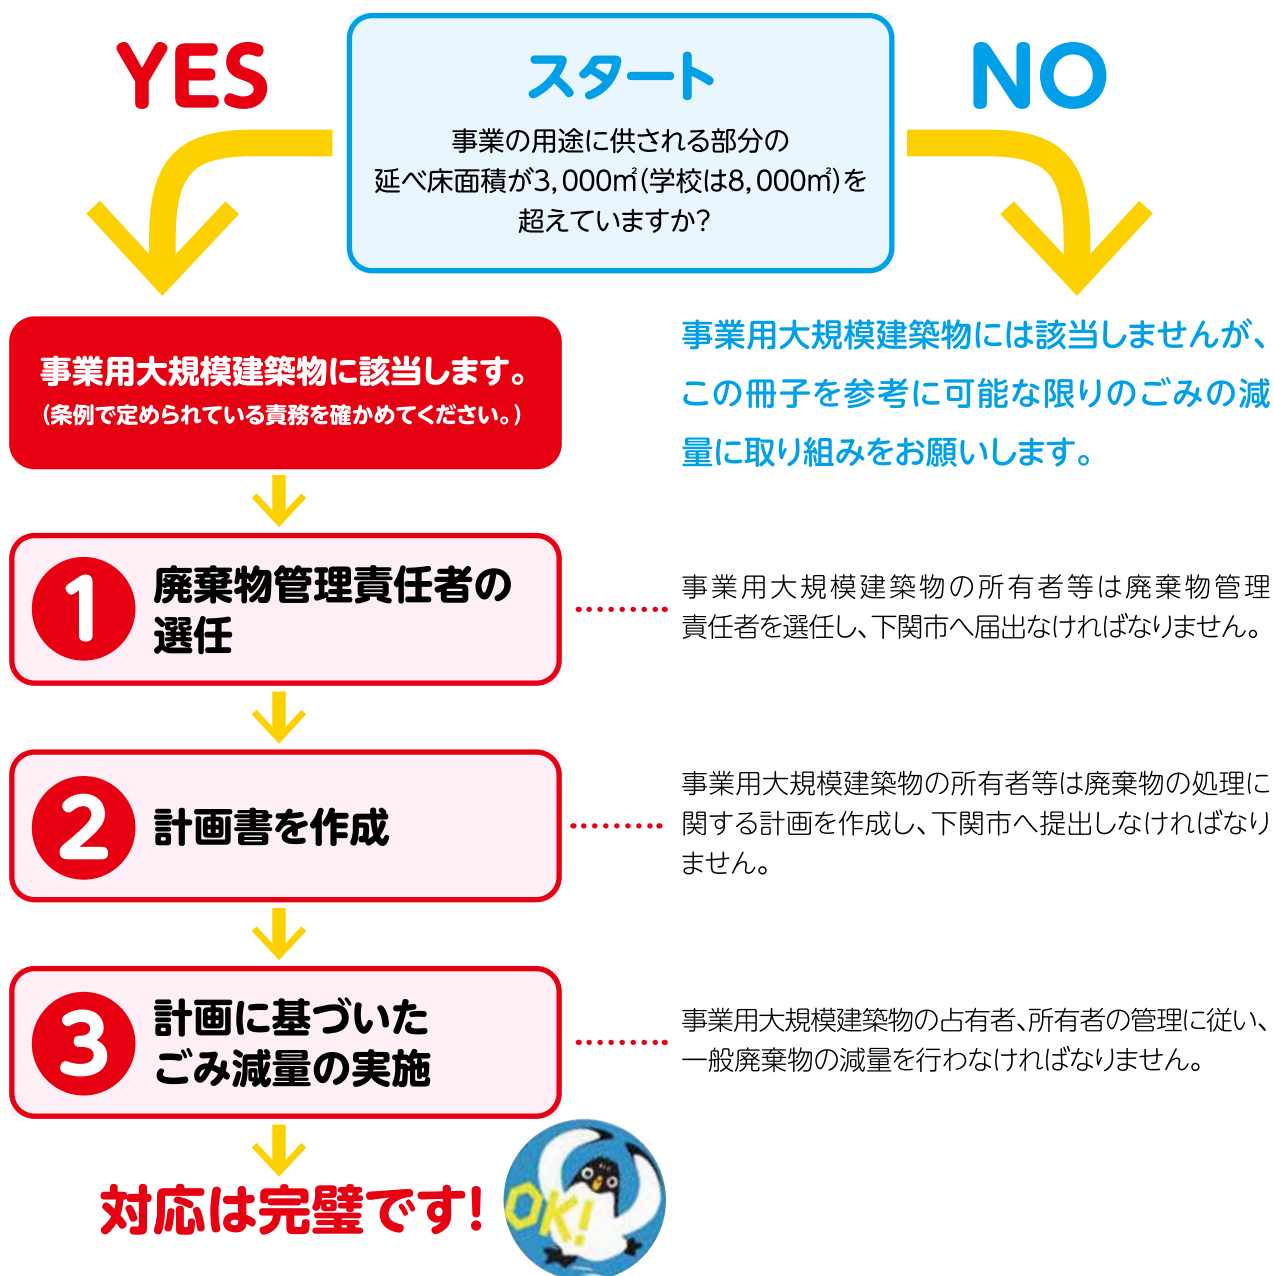 YES
スタート
NO
事業の用途に供される部分の
延べ床面積が3,000㎡(学校は8,000㎡)を
超えていますか?
事業用大規模建築物に該当します。
(条例で定められている責務を確かめてください。)
事業用大規模建築物には該当しませんが、
この冊子を参考に可能な限りのごみの減
量に取り組みをお願いします。
1
廃棄物管理責任者の
選任
事業用大規模建築物の所有者等は廃棄物管理
責任者を選任し、下関市へ届出なければなりません。
2
計画書を作成
事業用大規模建築物の所有者等は廃棄物の処理に
関する計画を作成し、下関市へ提出しなければなり
ません。
3
計画に基づいた
ごみ減量の実施
事業用大規模建築物の占有者、所有者の管理に従い、
一般廃棄物の減量を行わなければなりません。
対応は完璧です!
OK!